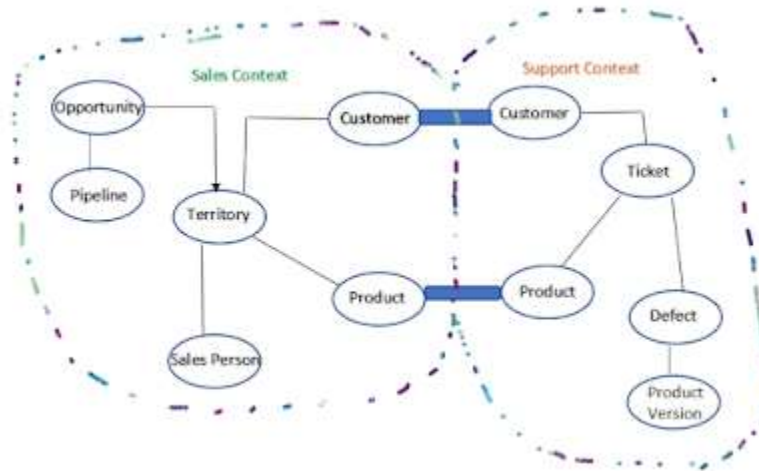 Sales Context
Support Context
Opportunity
Customer
Customer
Pipeline
Ticket
Territory
Product
Product
Defect
Sales Person
Product
Version